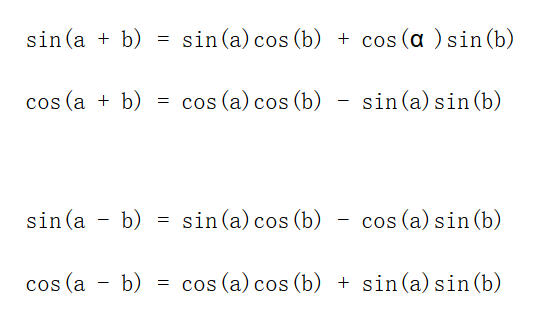 sin(a + b) = sin(a)cos(b) + cos(α )sin(b)
cos(a + b) = cos(a)cos(b) - sin(a)sin(b)
sin(a - b) = sin(a)cos(b) - cos(a)sin(b)
cos(a - b) = cos(a)cos(b) + sin(a)sin(b)